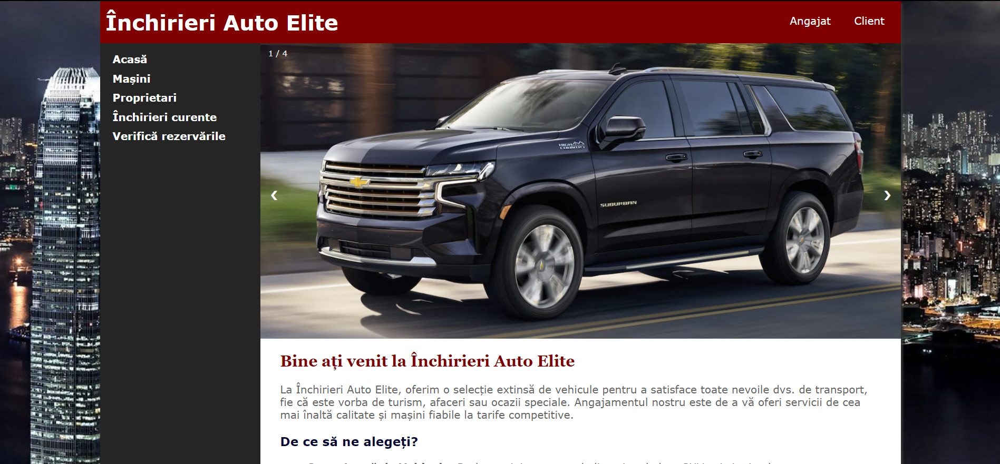 Închirieri Auto Elite
Angajat
Client
Acasă
Mașini
Proprietari
Închirieri curente
Verifică rezervările
1 / 4
HIGH COUNTRY
SUBURBAN
Bine ați venit la Închirieri Auto Elite
La Închirieri Auto Elite, oferim o selecție extinsă de vehicule pentru a satisface toate nevoile dvs. de transport,
fie că este vorba de turism, afaceri sau ocazii speciale. Angajamentul nostru este de a vă oferi servicii de cea
mai înaltă calitate și mașini fiabile la tarife competitive.
De ce să ne alegeți?